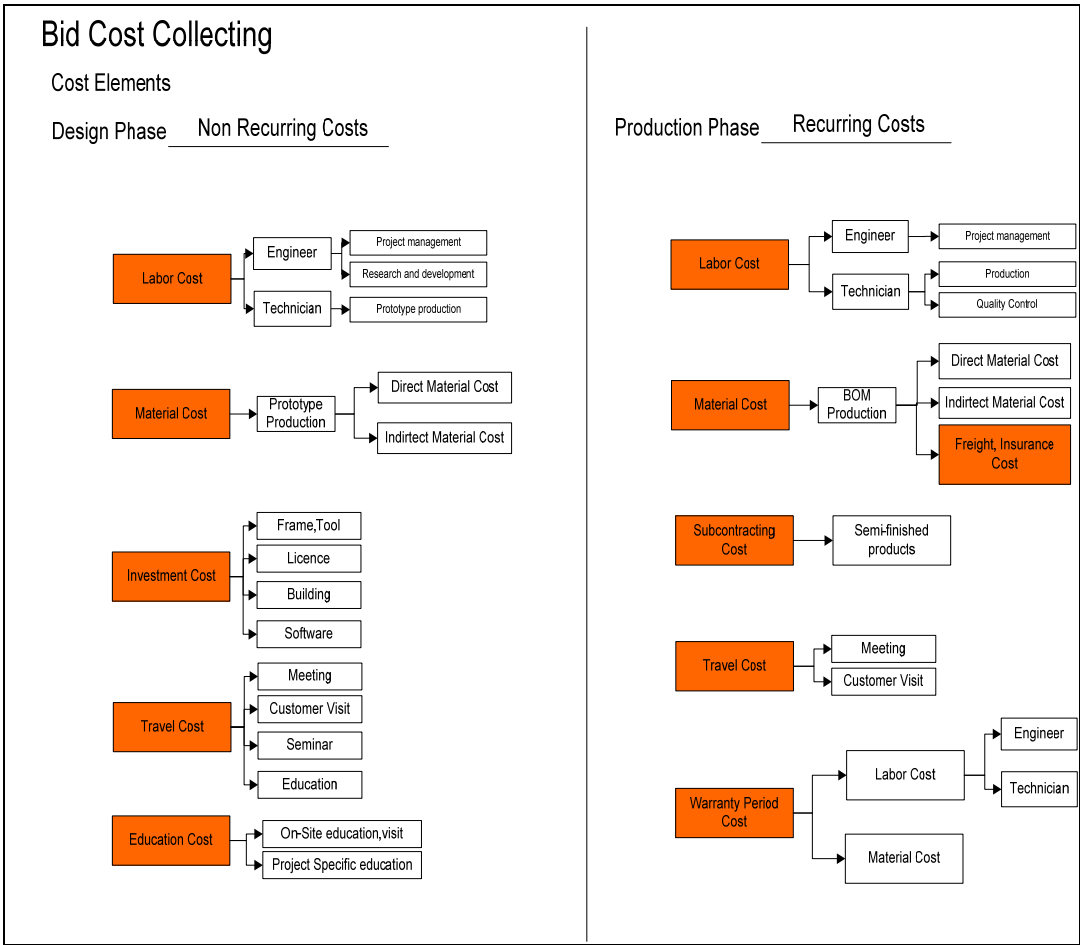 Bid Cost Collecting
Cost Elements
Design Phase Non Recurring Costs
Labor Cost
Engineer
Project management
Research and development
Technician
Prototype production
Material Cost
Prototype
Production
Direct Material Cost
Indirtect Material Cost
Investment Cost
Frame,Tool
Licence
Building
Software
Travel Cost
Meeting
Customer Visit
Seminar
Education
Education Cost
On-Site education,visit
Project Specific education
Production Phase Recurring Costs
Labor Cost
Engineer
Project management
Technician
Production
Quality Control
Material Cost
BOM
Production
Direct Material Cost
Indirtect Material Cost
Freight, Insurance
Cost
Subcontracting
Cost
Semi-finished
products
Travel Cost
Meeting
Customer Visit
Warranty Period
Cost
Labor Cost
Engineer
Technician
Material Cost